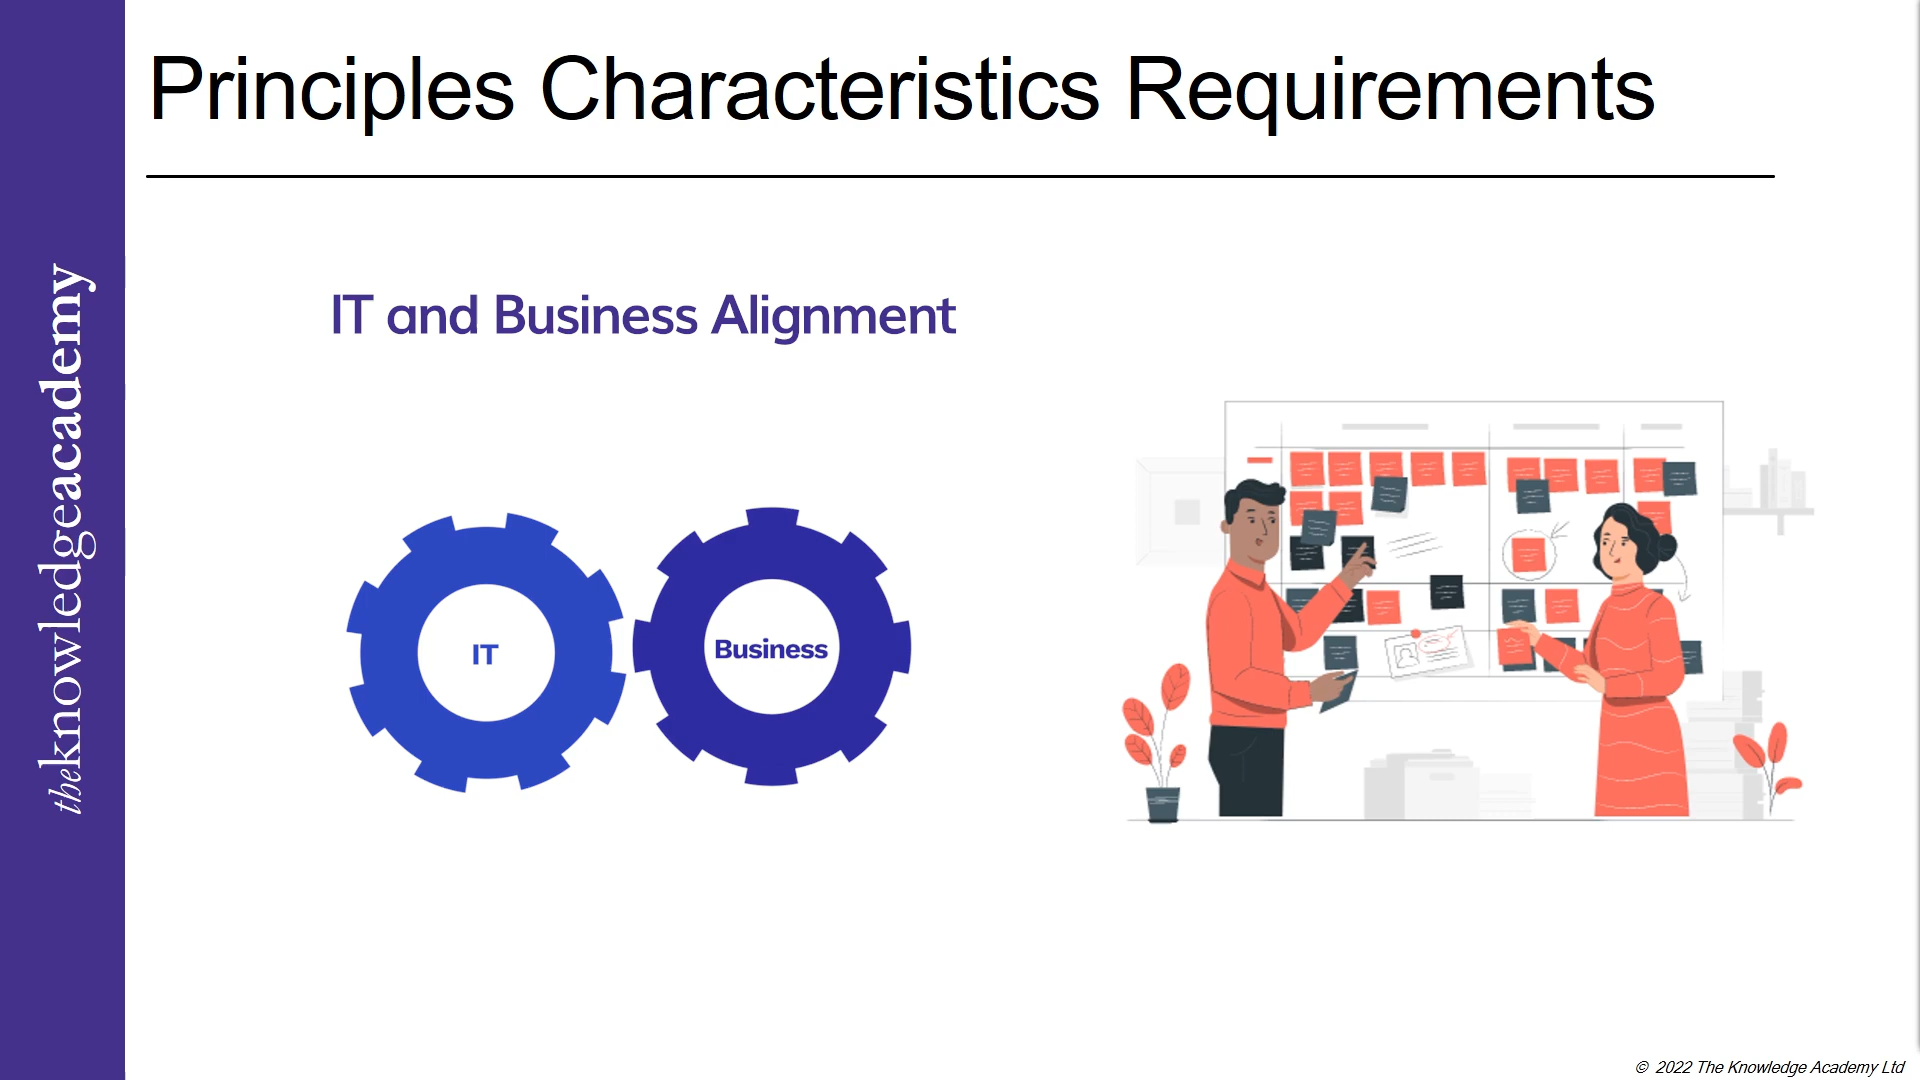 Principles Characteristics Requirements
theknowledgeacademy
IT and Business Alignment
IT
Business
© 2022 The Knowledge Academy Ltd